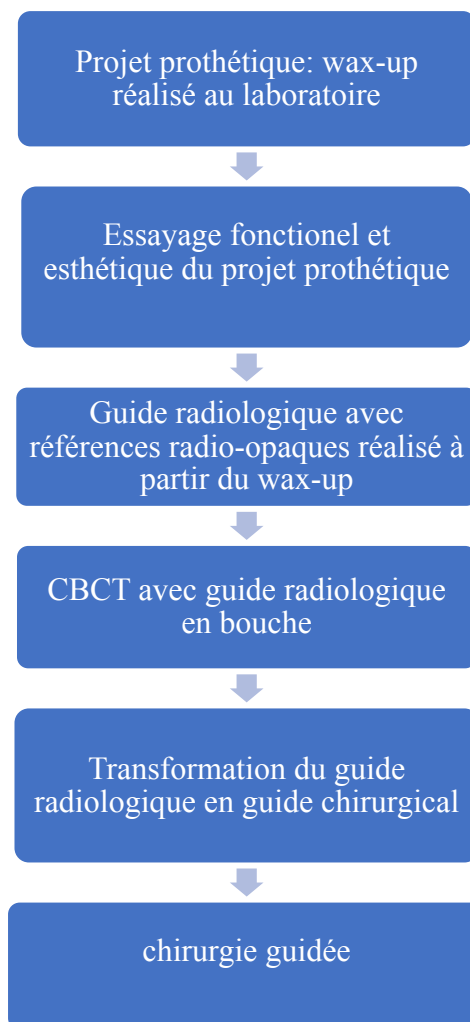 Projet prothétique: wax-up
réalisé au laboratoire
Essayage fonctionel et
esthétique du projet prothétique
Guide radiologique avec
références radio-opaques réalisé à
partir du wax-up
CBCT avec guide radiologique
en bouche
Transformation du guide
radiologique en guide chirurgical
chirurgie guidée